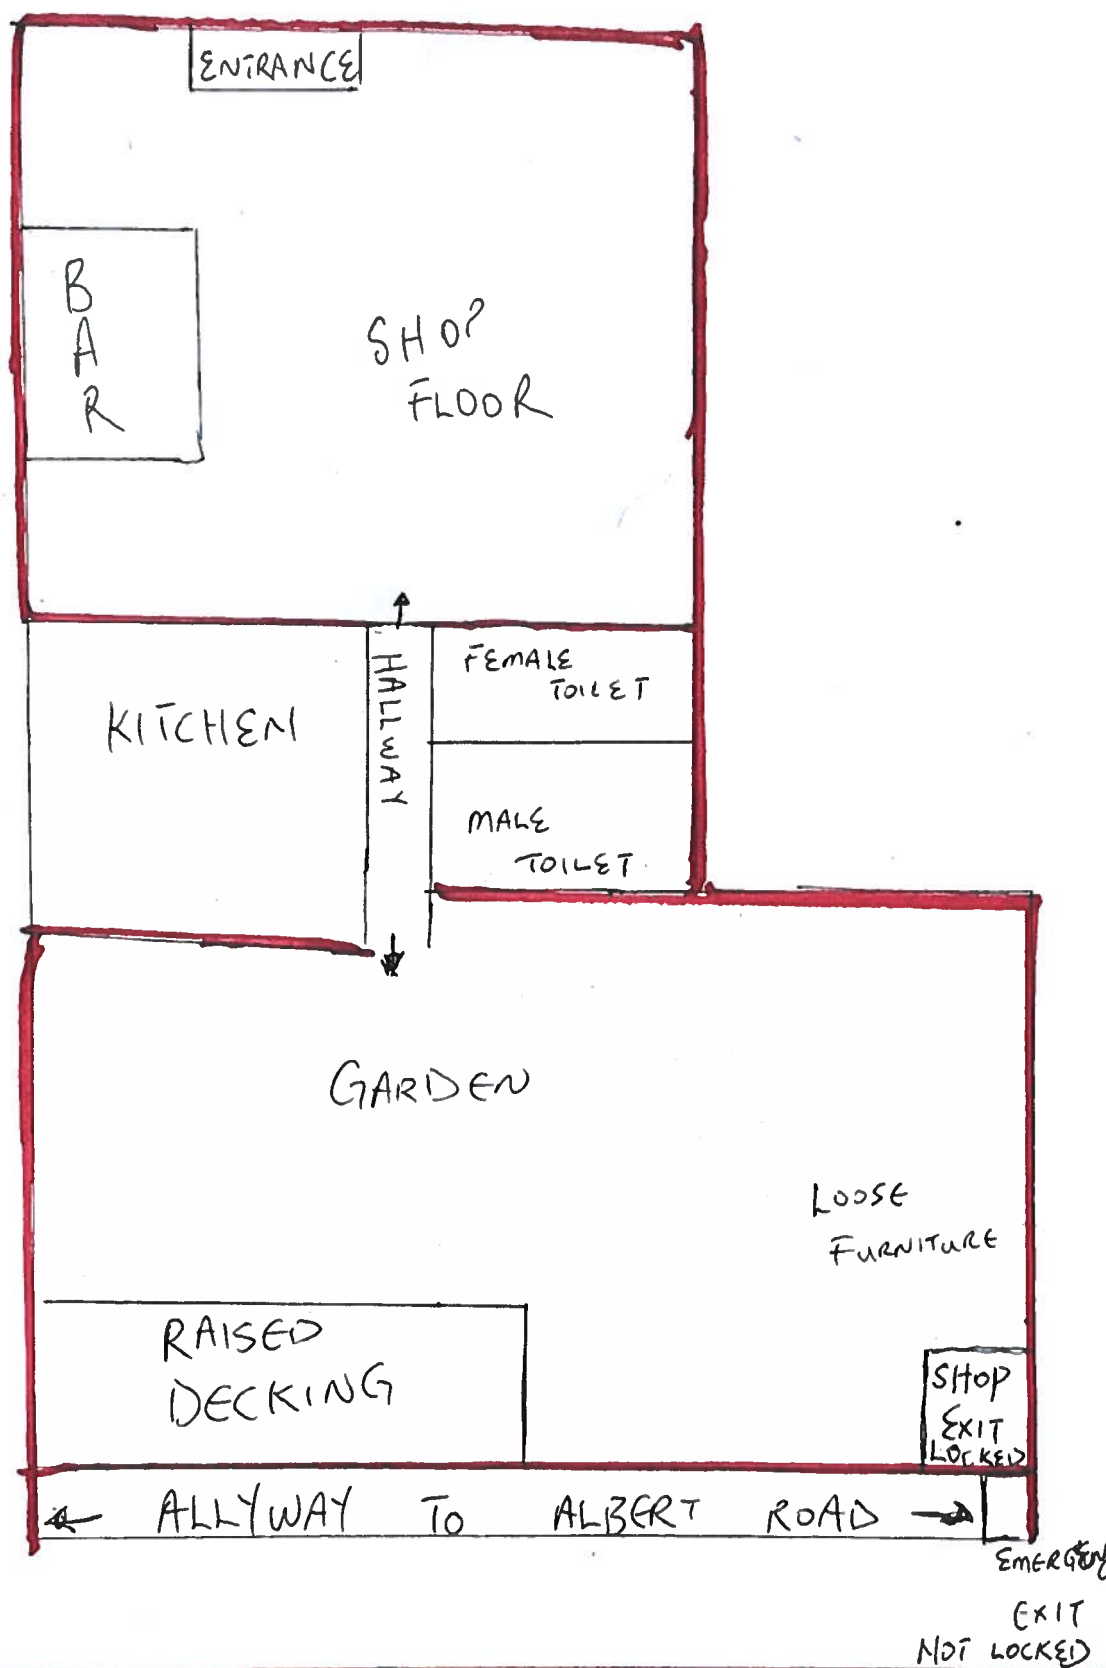 ENTRANCE
BAR
SHOP
FLOOR
HALLWAY
FEMALE
TOILET
KITCHEN
MALE
TOILET
GARDEN
LOOSE
FURNITURE
RAISED
DECKING
SHOP
EXIT
LOCKED
ALLYWAY TO ALBERT ROAD
EMERGENCY
EXIT
NOT LOCKED